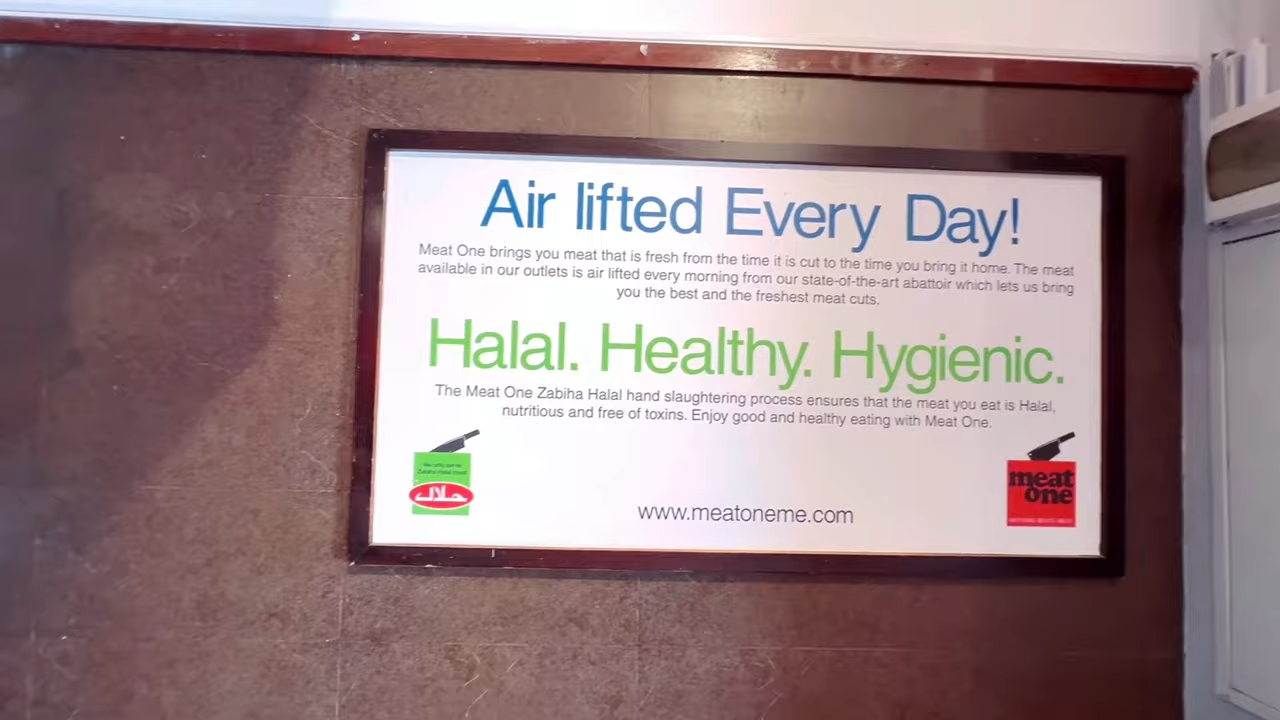 Air lifted Every Day!
Meat One brings you meat that is fresh from the time it is cut to the time you bring it home. The meat
available in our outlets is air lifted every morning from our state-of-the-art abattoir which lets us bring
you the best and the freshest meat cuts.
Halal. Healthy. Hygienic.
The Meat One Zabiha Halal hand slaughtering process ensures that the meat you eat is Halal,
nutritious and free of toxins. Enjoy good and healthy eating with Meat One.
Zabiha Halal meat
حلال
www.meatoneme.com
meat
one